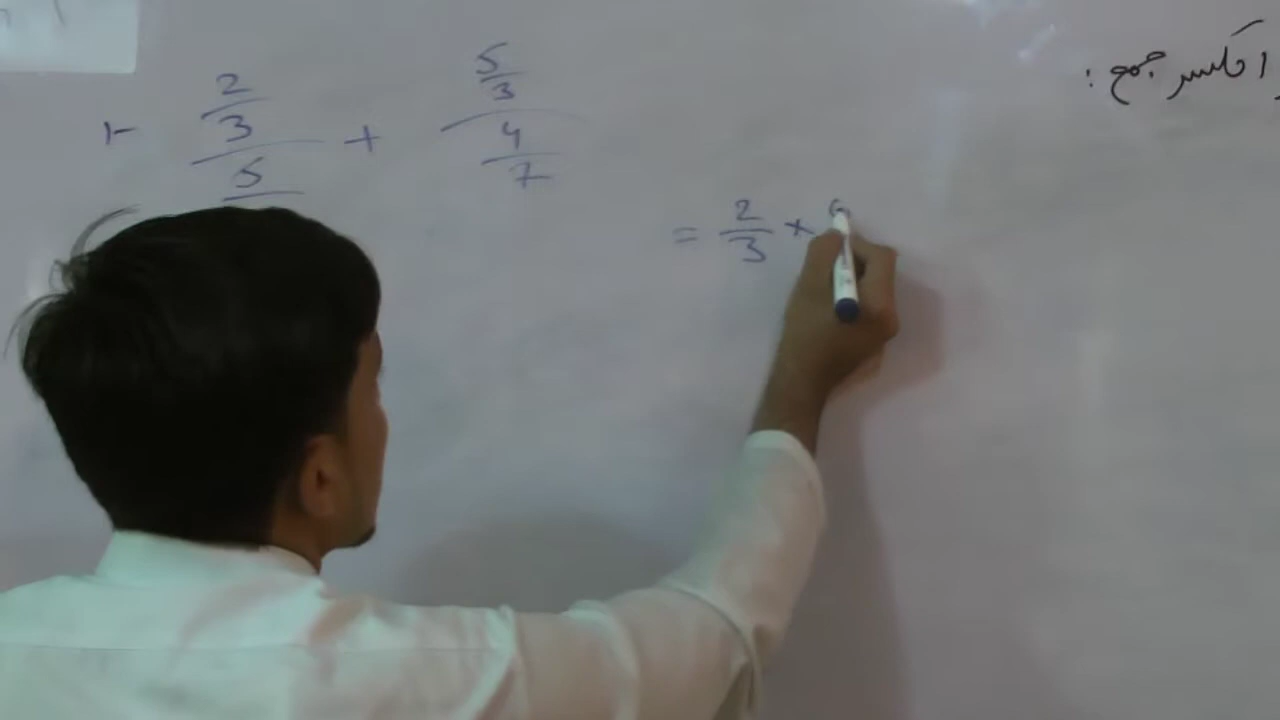 ا کسر جمع :
1- 2/3 / 5/ + 5/3 / 4/7
= 2/3 ×